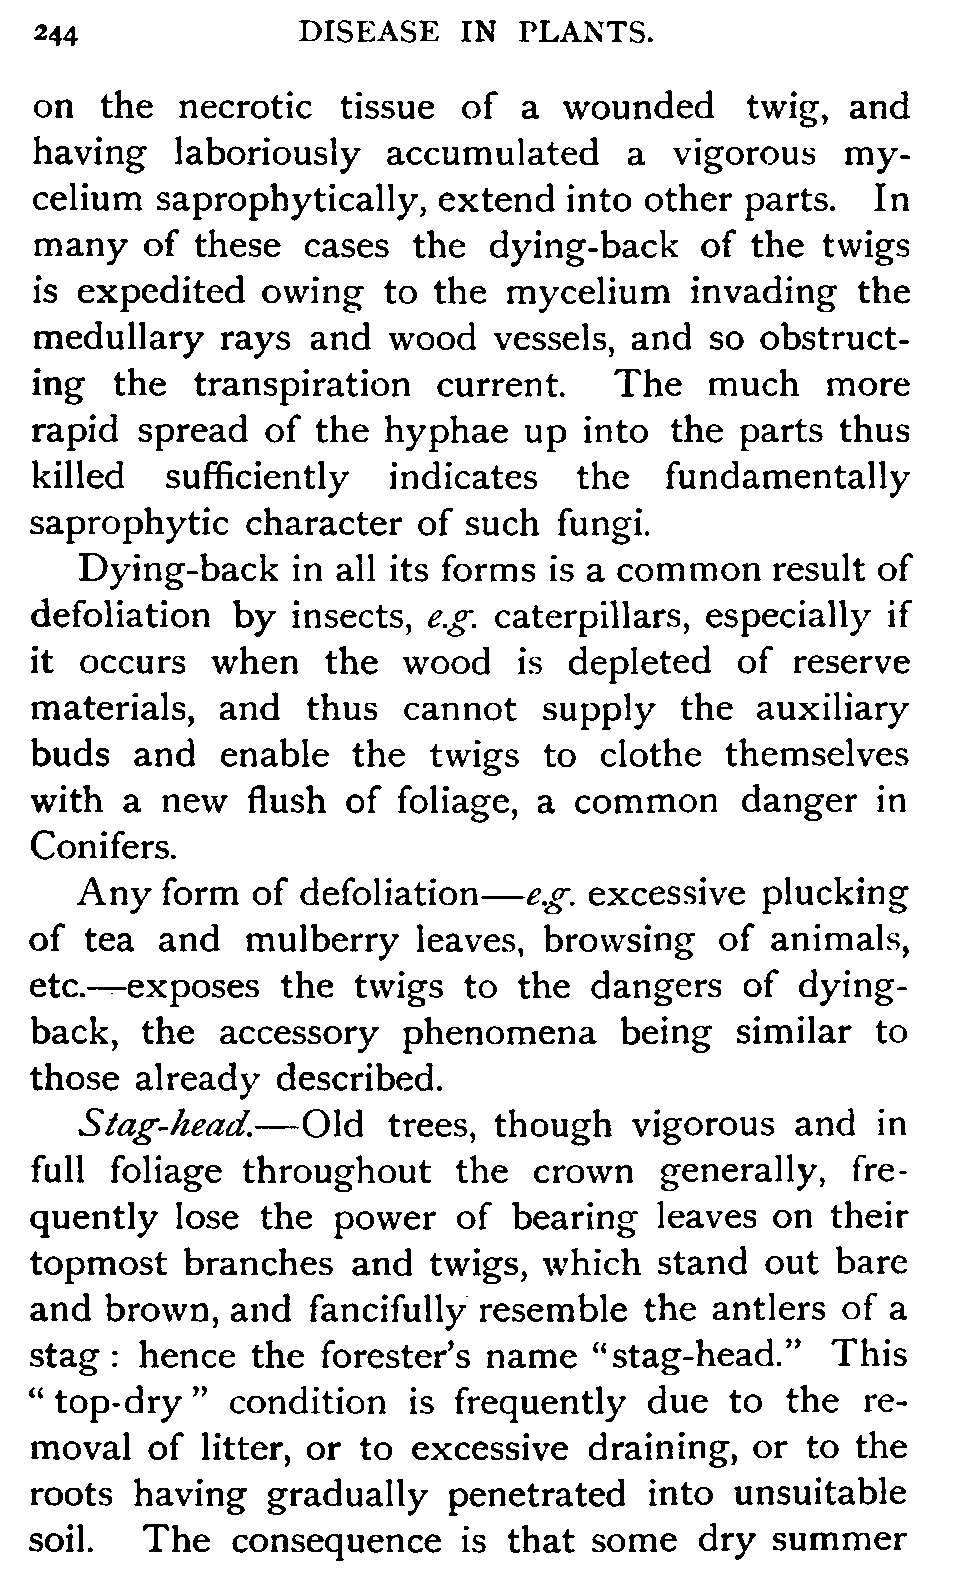 244 DISEASE IN PLANTS.
on the necrotic tissue of a wounded twig, and
having laboriously accumulated a vigorous my-
celium saprophytically, extend into other parts. In
many of these cases the dying-back of the twigs
is expedited owing to the mycelium invading the
medullary rays and wood vessels, and so obstruct-
ing the transpiration current. The much more
rapid spread of the hyphae up into the parts thus
killed sufficiently indicates the fundamentally
saprophytic character of such fungi.
Dying-back in all its forms is a common result of
defoliation by insects, e.g. caterpillars, especially if
it occurs when the wood is depleted of reserve
materials, and thus cannot supply the auxiliary
buds and enable the twigs to clothe themselves
with a new flush of foliage, a common danger in
Conifers.
Any form of defoliation—e.g. excessive plucking
of tea and mulberry leaves, browsing of animals,
etc.—exposes the twigs to the dangers of dying-
back, the accessory phenomena being similar to
those already described.
Stag-head.—Old trees, though vigorous and in
full foliage throughout the crown generally, fre-
quently lose the power of bearing leaves on their
topmost branches and twigs, which stand out bare
and brown, and fancifully resemble the antlers of a
stag : hence the forester's name "stag-head." This
" top-dry " condition is frequently due to the re-
moval of litter, or to excessive draining, or to the
roots having gradually penetrated into unsuitable
soil. The consequence is that some dry summer